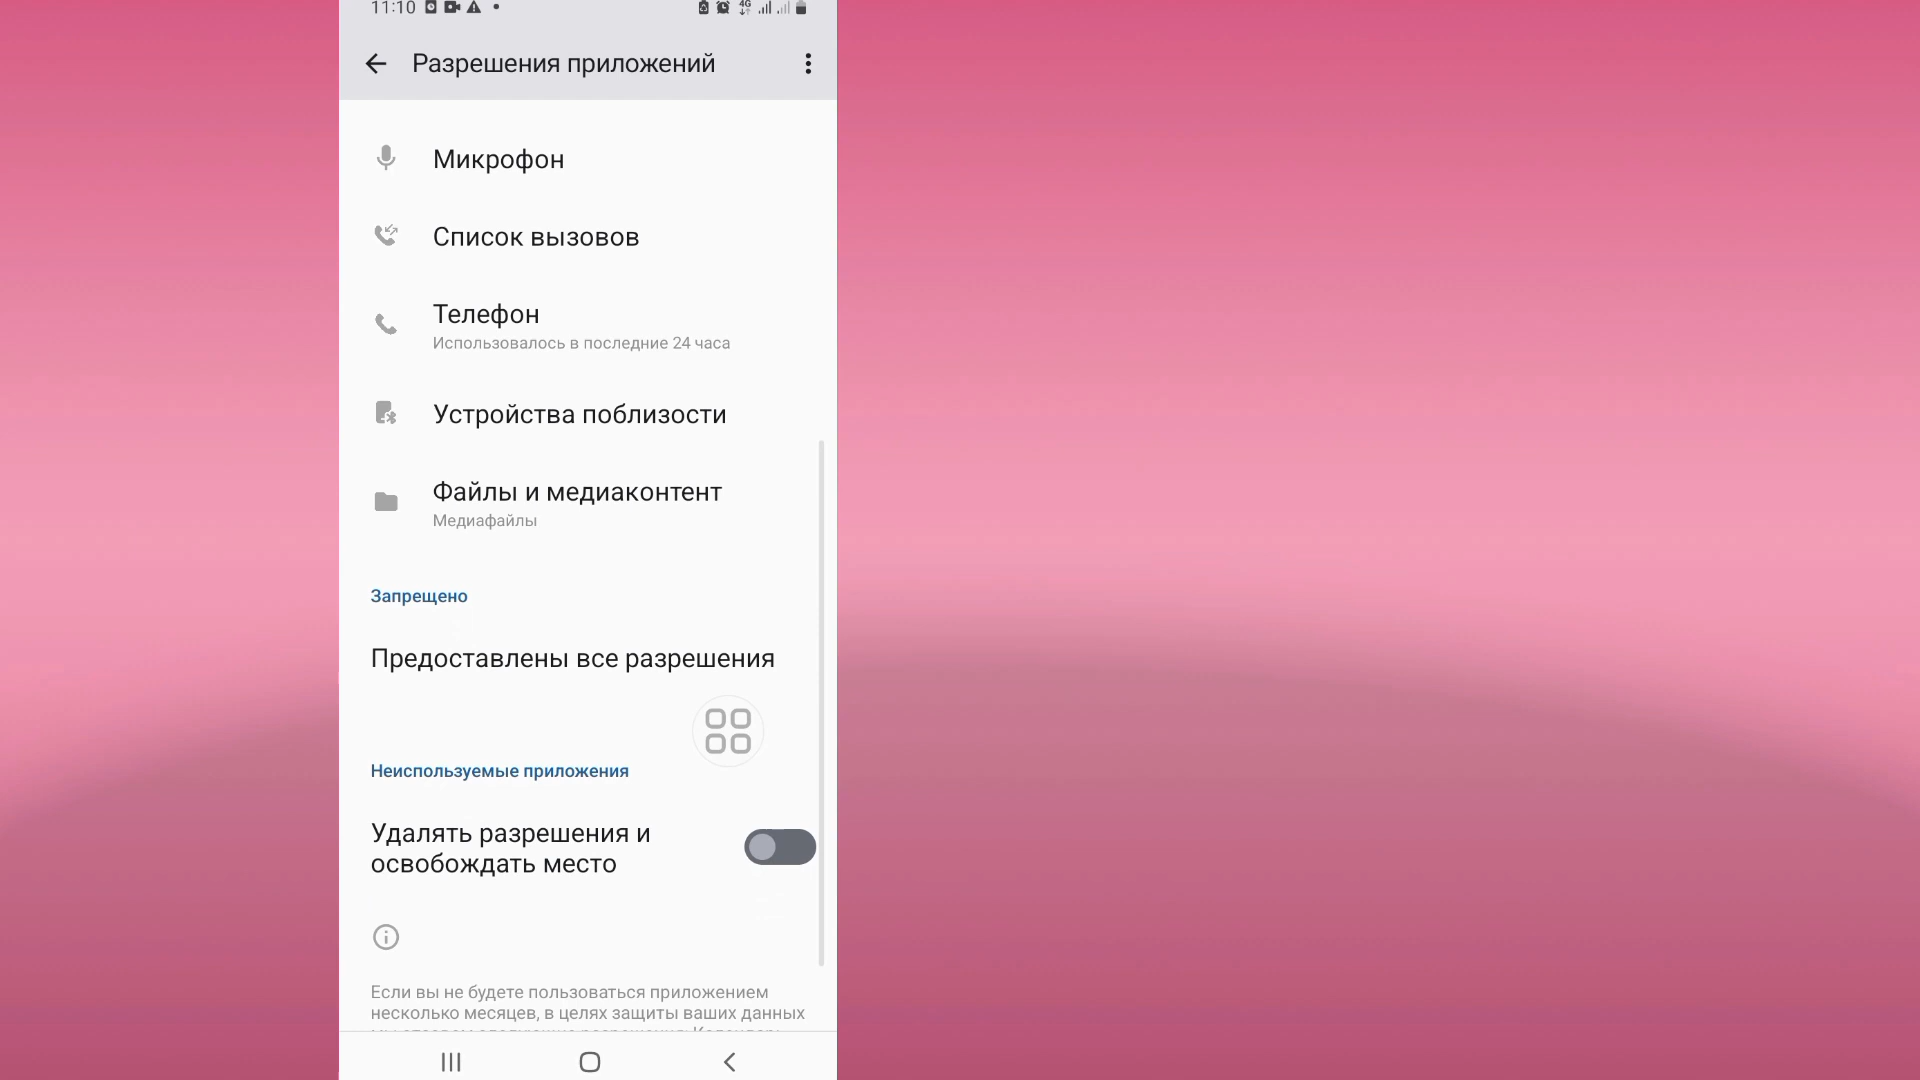 11:10
4G
Разрешения приложений
Микрофон
Список вызовов
Телефон
Использовалось в последние 24 часа
Устройства поблизости
Файлы и медиаконтент
Медиафайлы
Запрещено
Предоставлены все разрешения
Неиспользуемые приложения
Удалять разрешения и
освобождать место
Если вы не будете пользоваться приложением
несколько месяцев, в целях защиты ваших данных